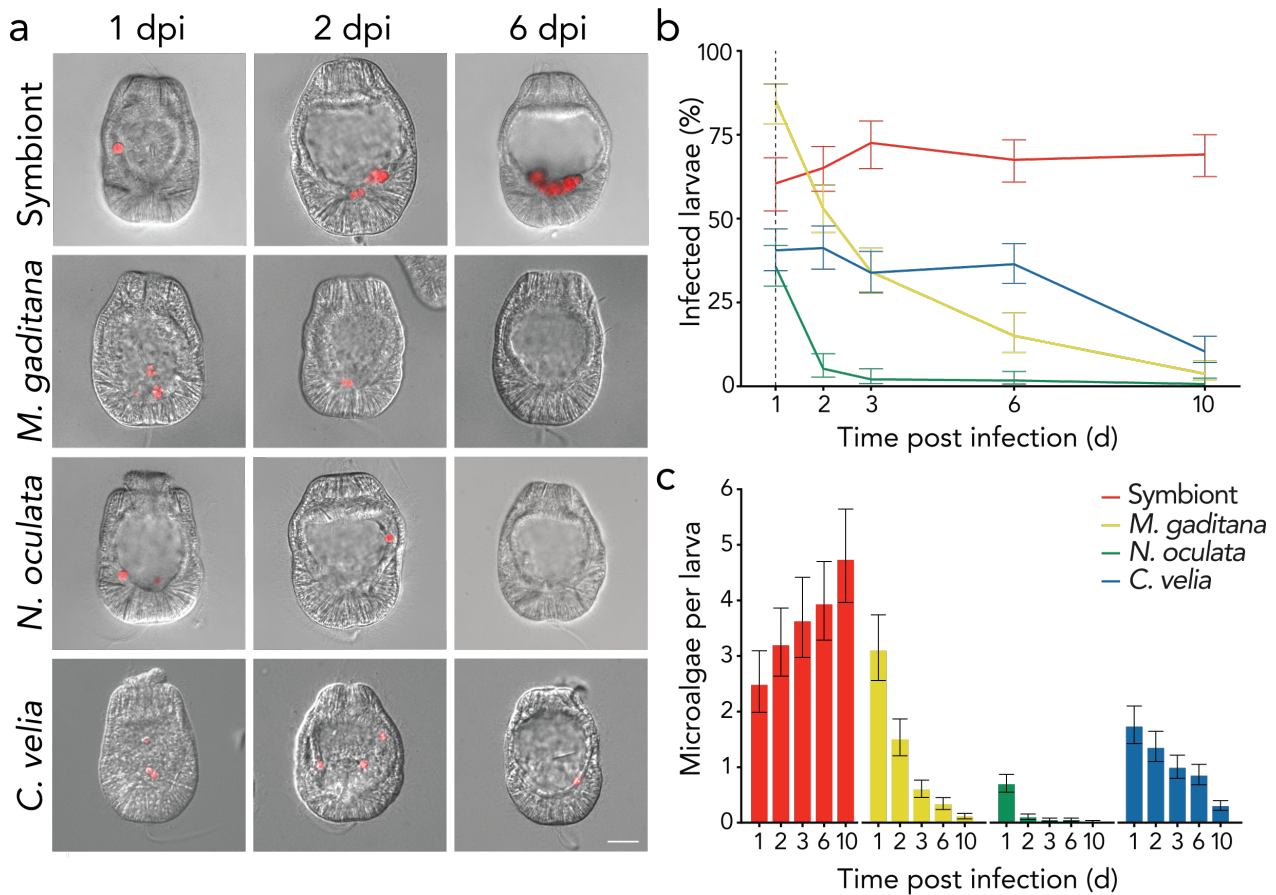 a
1 dpi 2 dpi 6 dpi
Symbiont
M. gaditana
N. oculata
C. velia
b
Infected larvae (%)
100
75
50
25
0
1 2 3 6 10
Time post infection (d)
c
Microalgae per larva
6
5
4
3
2
1
0
Symbiont
M. gaditana
N. oculata
C. velia
1 2 3 6 10 1 2 3 6 10 1 2 3 6 10 1 2 3 6 10
Time post infection (d)